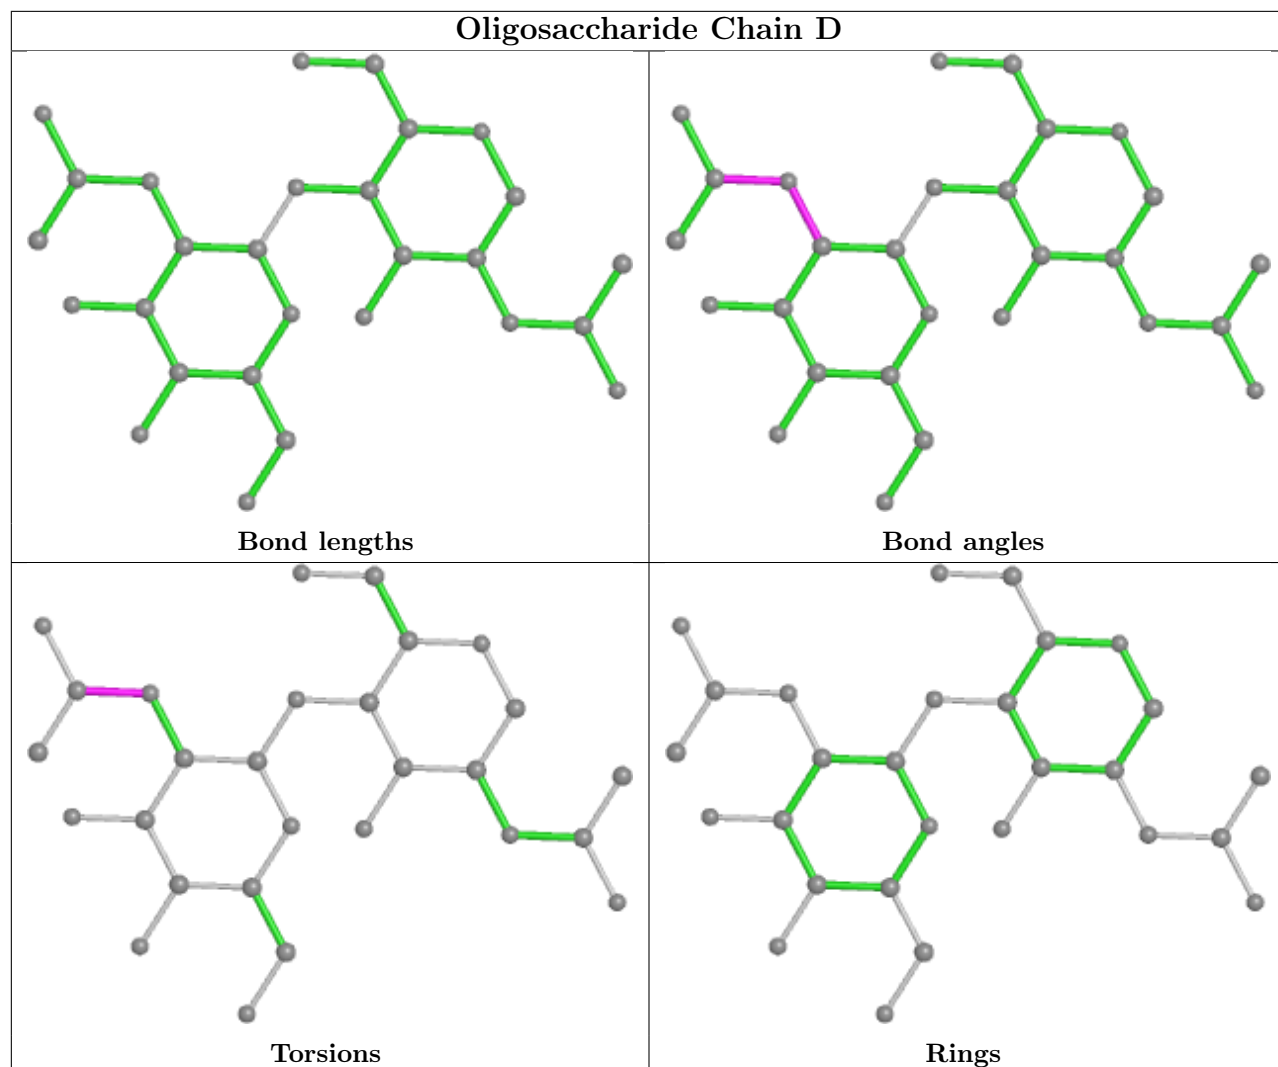 Oligosaccharide Chain D
Bond lengths
Bond angles
Torsions
Rings